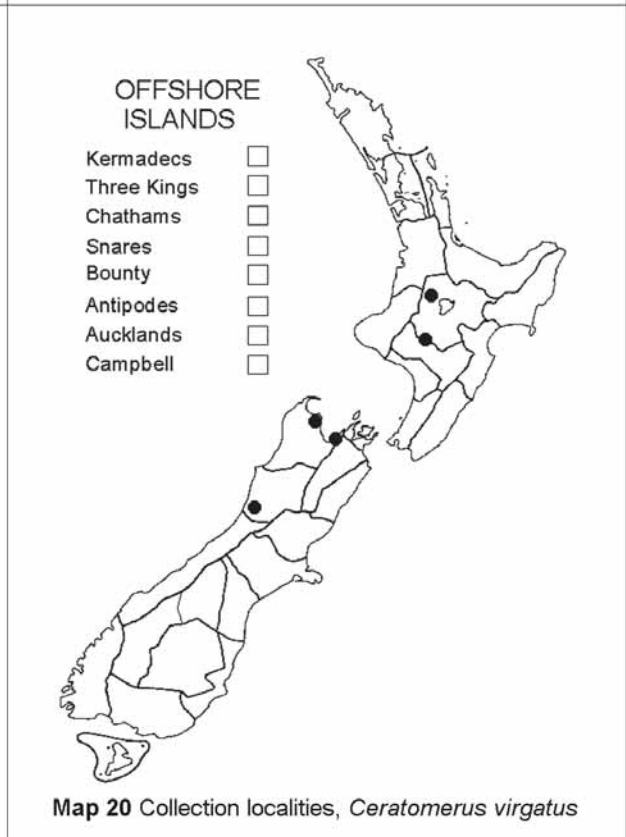 OFFSHORE
ISLANDS
Kermadecs
Three Kings
Chathams
Snares
Bounty
Antipodes
Aucklands
Campbell
Map 20 Collection localities, Ceratomerus virgatus